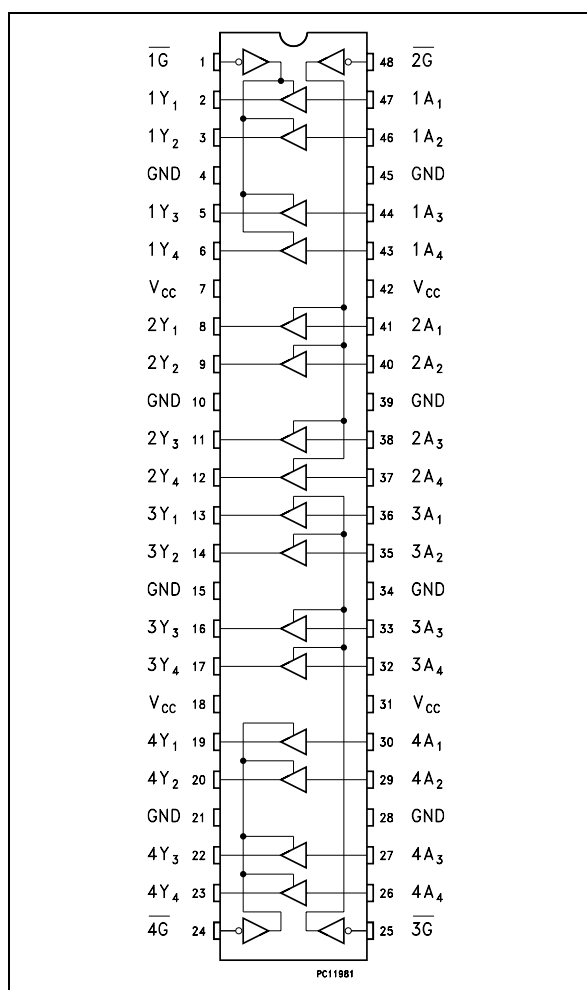 1G 1 48 2G
1Y1 2 47 1A1
1Y2 3 46 1A2
GND 4 45 GND
1Y3 5 44 1A3
1Y4 6 43 1A4
VCC 7 42 VCC
2Y1 8 41 2A1
2Y2 9 40 2A2
GND 10 39 GND
2Y3 11 38 2A3
2Y4 12 37 2A4
3Y1 13 36 3A1
3Y2 14 35 3A2
GND 15 34 GND
3Y3 16 33 3A3
3Y4 17 32 3A4
VCC 18 31 VCC
4Y1 19 30 4A1
4Y2 20 29 4A2
GND 21 28 GND
4Y3 22 27 4A3
4Y4 23 26 4A4
4G 24 25 3G
PC11981